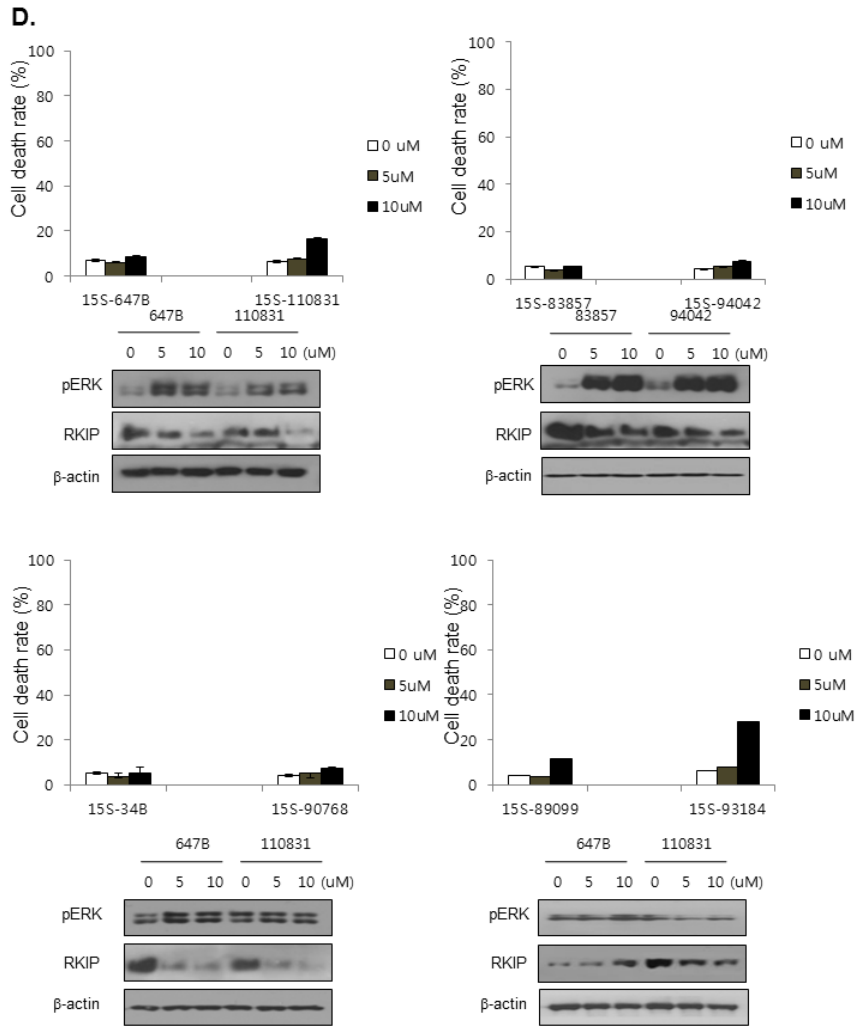 D.
100
80
60
40
20
0
Cell death rate (%)
0 uM
5uM
10uM
15S-647B 15S-110831
647B 110831
0 5 10 0 5 10 (uM)
pERK
RKIP
β-actin
100
80
60
40
20
0
Cell death rate (%)
0 uM
5uM
10uM
15S-83857 15S-94042
83857 94042
0 5 10 0 5 10 (uM)
pERK
RKIP
β-actin
100
80
60
40
20
0
Cell death rate (%)
0 uM
5uM
10uM
15S-34B 15S-90768
647B 110831
0 5 10 0 5 10 (uM)
pERK
RKIP
β-actin
100
80
60
40
20
0
Cell death rate (%)
0 uM
5uM
10uM
15S-89099 15S-93184
647B 110831
0 5 10 0 5 10 (uM)
pERK
RKIP
β-actin